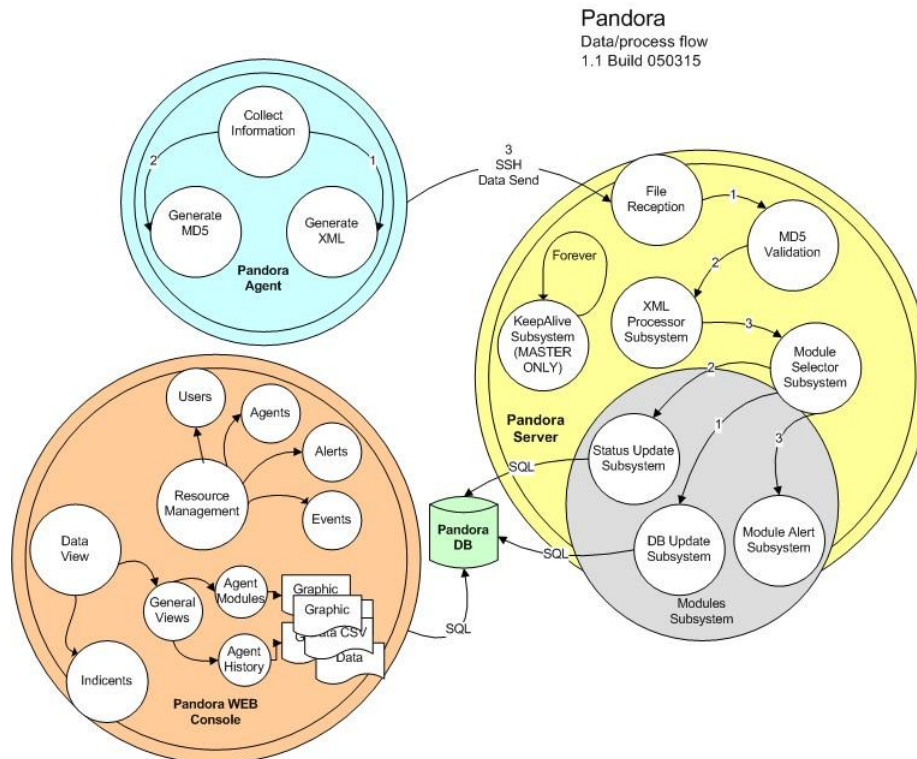 Pandora
Data/process flow
1.1 Build 050315
Collect
Information
2
1
Generate
MD5
Generate
XML
Pandora
Agent
3
SSH
Data Send
File
Reception
1
MD5
Validation
2
Forever
KeepAlive
Subsystem
(MASTER
ONLY)
XML
Processor
Subsystem
3
Module
Selector
Subsystem
2
1
3
Pandora
Server
Status Update
Subsystem
DB Update
Subsystem
Module Alert
Subsystem
Modules
Subsystem
SQL
SQL
SQL
Pandora
DB
Users
Agents
Alerts
Events
Resource
Management
Data
View
General
Views
Agent
Modules
Agent
History
Graphic
Graphic
Data CSV
Data
Indicents
Pandora WEB
Console